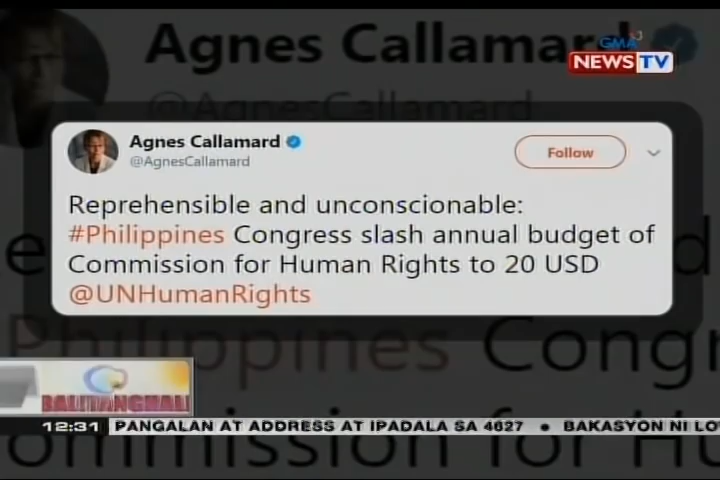 Agnes Callamard
@AgnesCallamard
GMA
NEWS TV
Agnes Callamard
@AgnesCallamard
Follow
Reprehensible and unconscionable:
#Philippines Congress slash annual budget of
Commission for Human Rights to 20 USD
@UNHumanRights
Philippines Congr
BALITANGHALI
12:31 PANGALAN AT ADDRESS AT IPADALA SA 4627 • BAKASYON NI LO
ommission for Hu